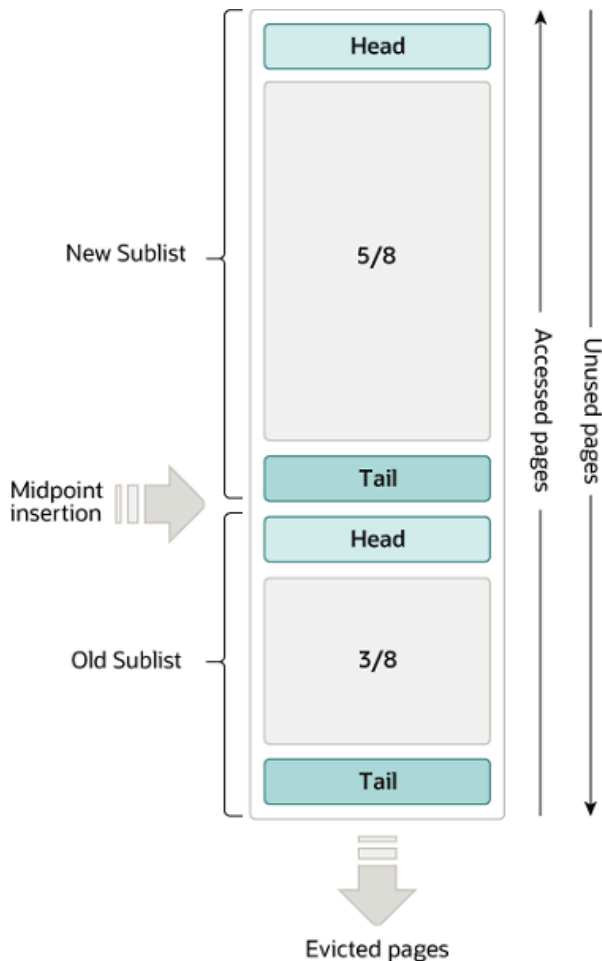 Head
New Sublist
5/8
Accessed pages
Unused pages
Tail
Midpoint
insertion
Head
Old Sublist
3/8
Tail
Evicted pages